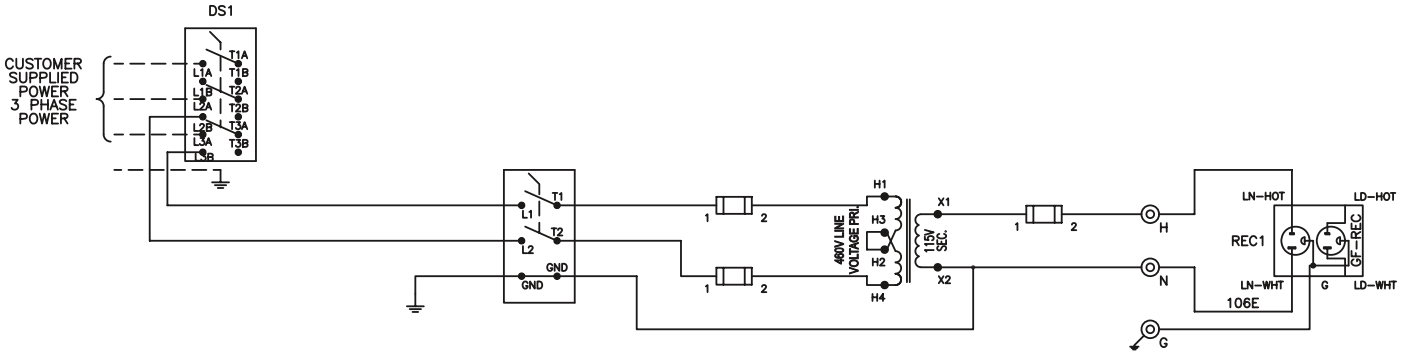 DS1
CUSTOMER
SUPPLIED
POWER
3 PHASE
POWER
T1A
L1A T1B
L1B T2A
L2A T2B
L2B T3A
L3A T3B
L3B
L1 T1
L2 T2
GND
GND
1 2
1 2
460V LINE
VOLTAGE PRI.
H1
H3
H2
H4
115V
SEC.
X1
X2
1 2
H
N
G
LN-HOT LD-HOT
REC1
GF-REC
LN-WHT G LD-WHT
106E